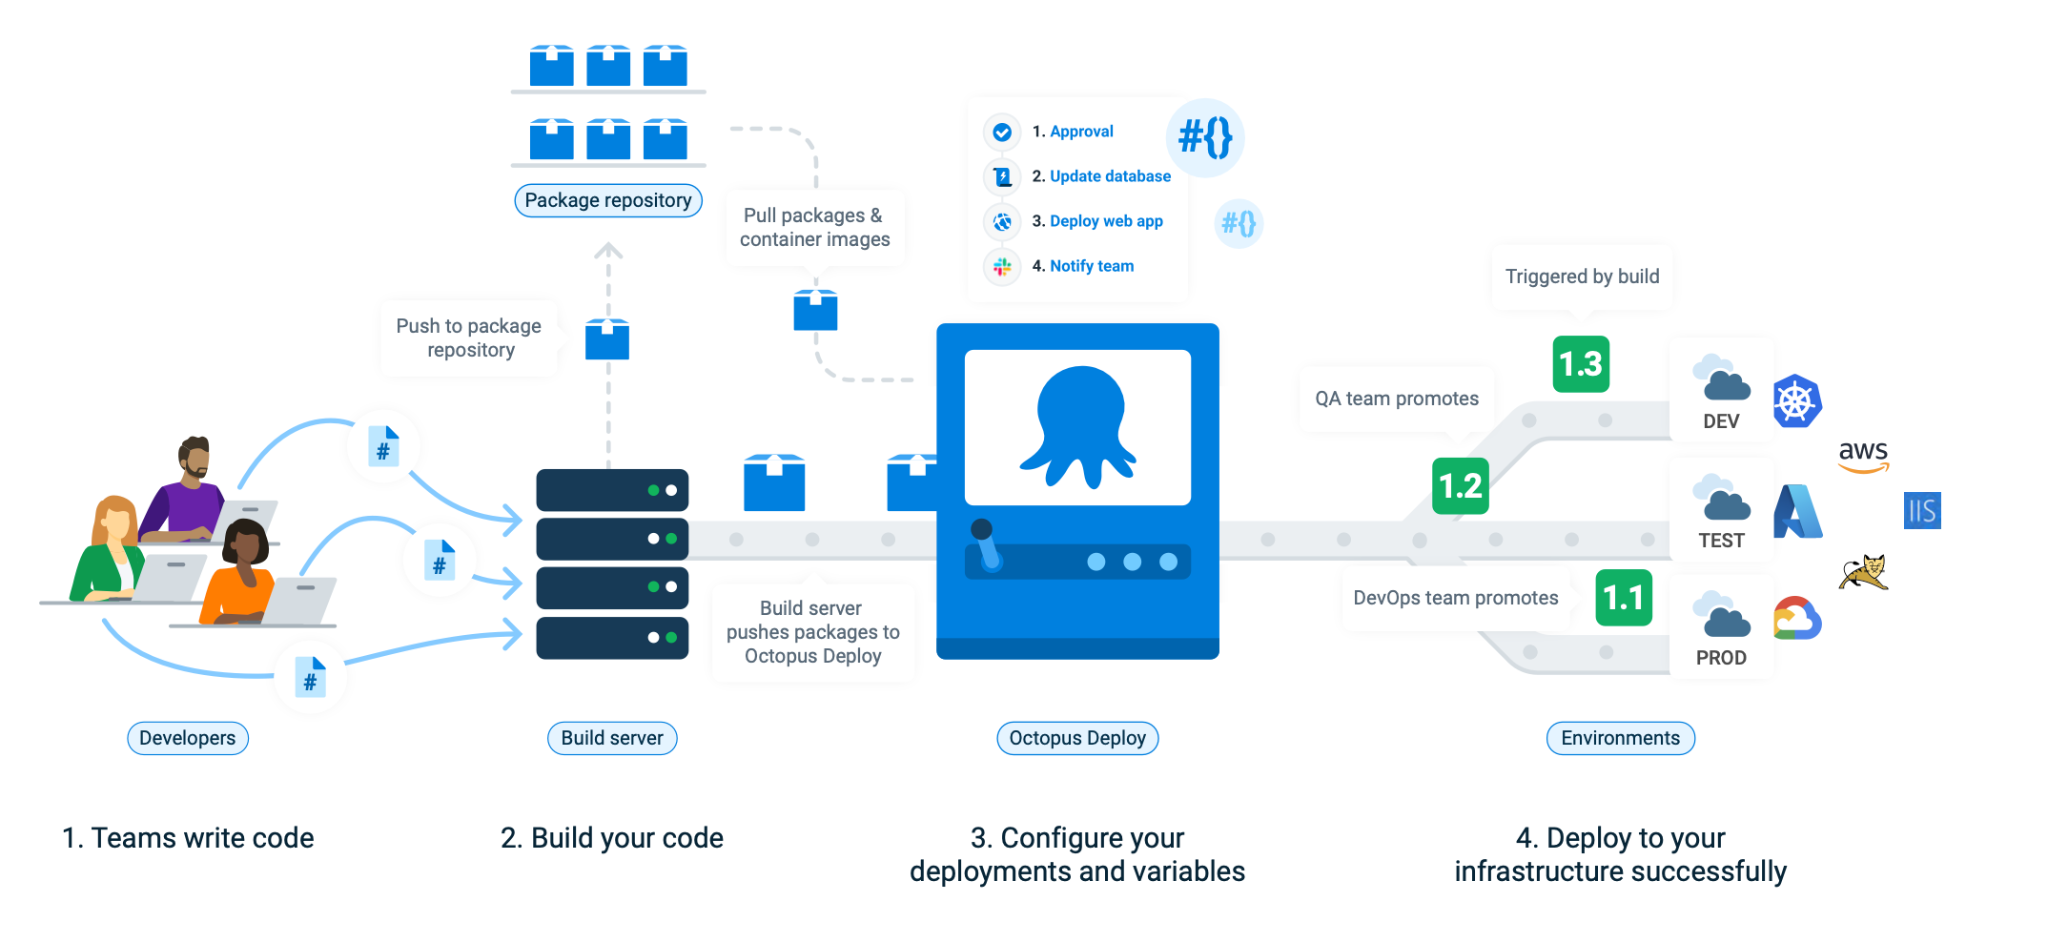 Package repository
Push to package
repository
Pull packages &
container images
1. Approval
2. Update database
3. Deploy web app
4. Notify team
#{}
#{}
#
#
#
Build server
pushes packages to
Octopus Deploy
Triggered by build
1.3
QA team promotes
1.2
DevOps team promotes
1.1
DEV
TEST
PROD
aws
IIS
Developers
Build server
Octopus Deploy
Environments
1. Teams write code
2. Build your code
3. Configure your
deployments and variables
4. Deploy to your
infrastructure successfully